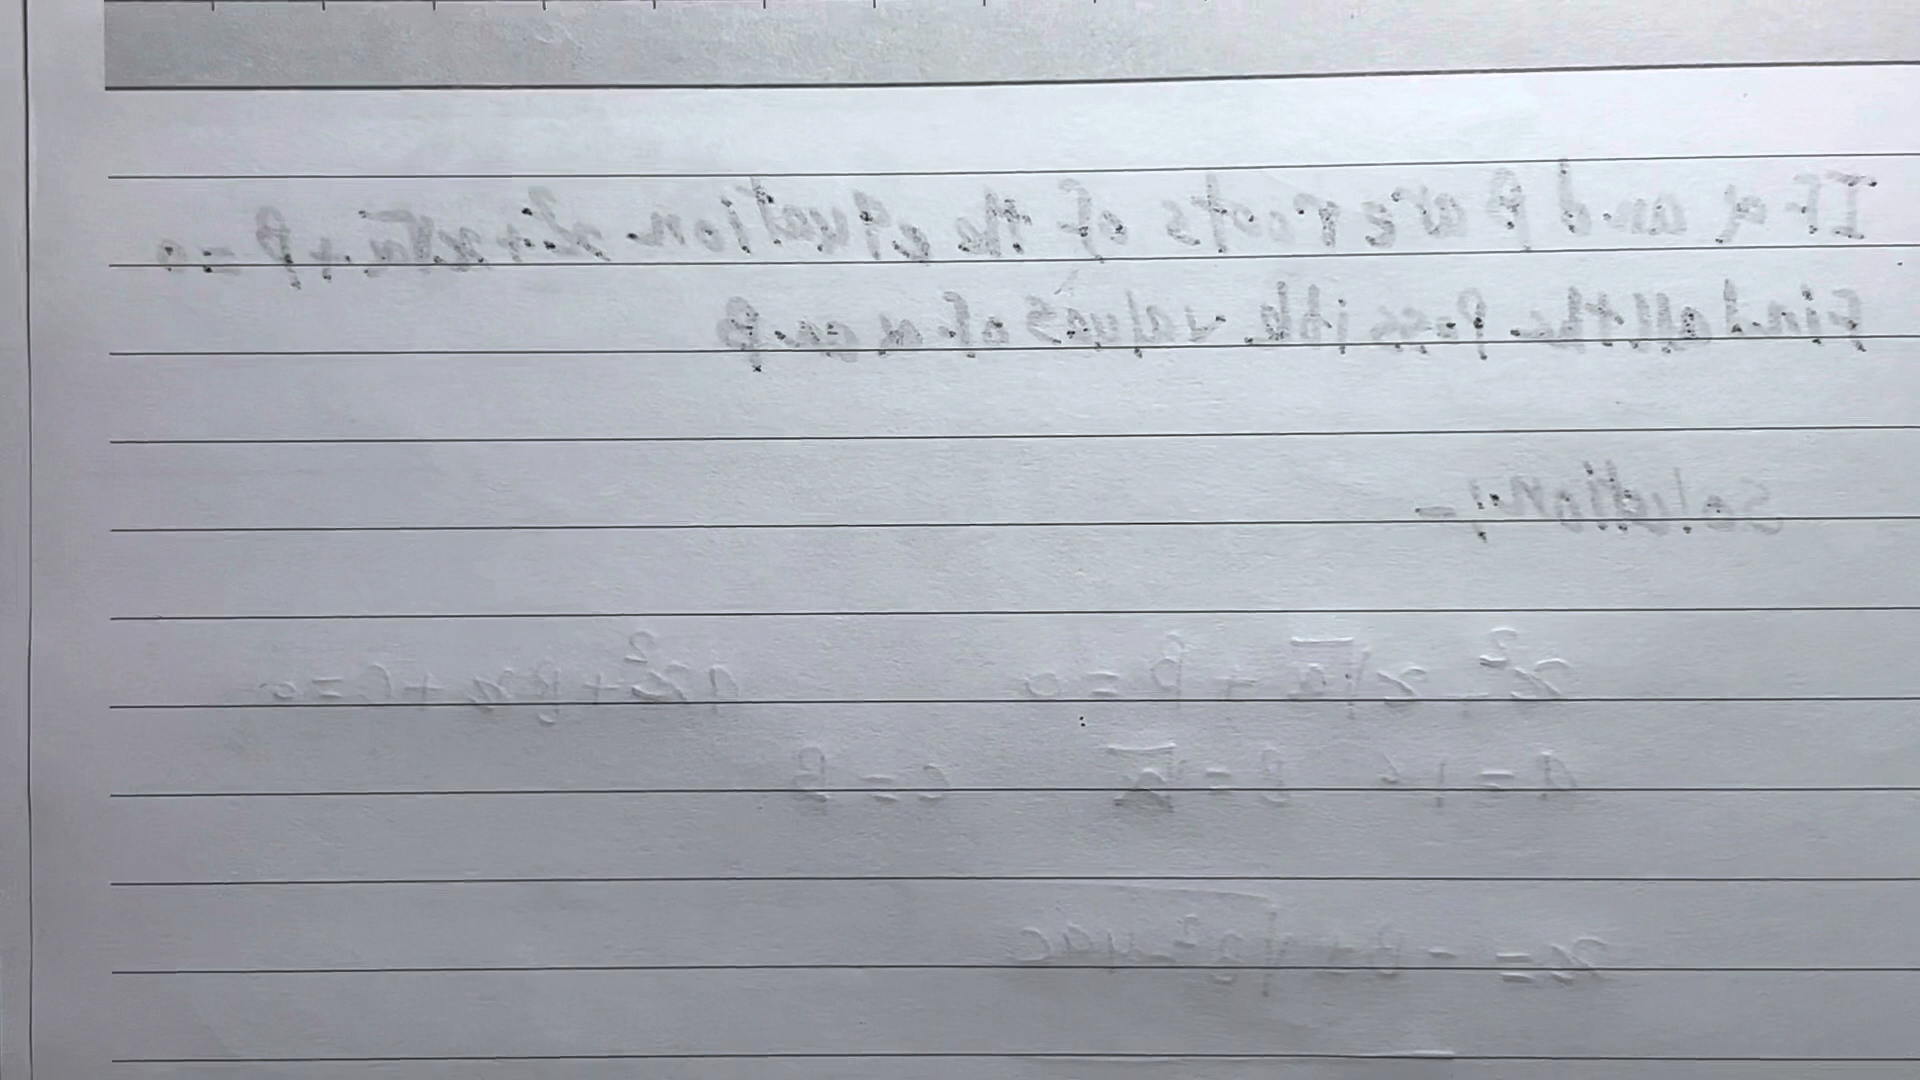 If α and β are roots of the equation x²+x√α+β=0
Find all the Possible values of α an β
Solution:-
x² x√α + β = 0 Ax²+Bx+C=0
A=1 B=√α C=β
x= -B±√B²-4AC